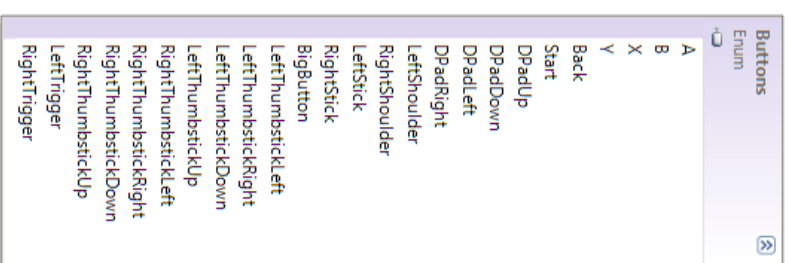 Buttons
Enum
A
B
X
Y
Back
Start
DPadUp
DPadDown
DPadLeft
DPadRight
LeftShoulder
RightShoulder
LeftStick
RightStick
BigButton
LeftThumbstickLeft
LeftThumbstickRight
LeftThumbstickDown
LeftThumbstickUp
RightThumbstickLeft
RightThumbstickRight
RightThumbstickDown
RightThumbstickUp
LeftTrigger
RightTrigger